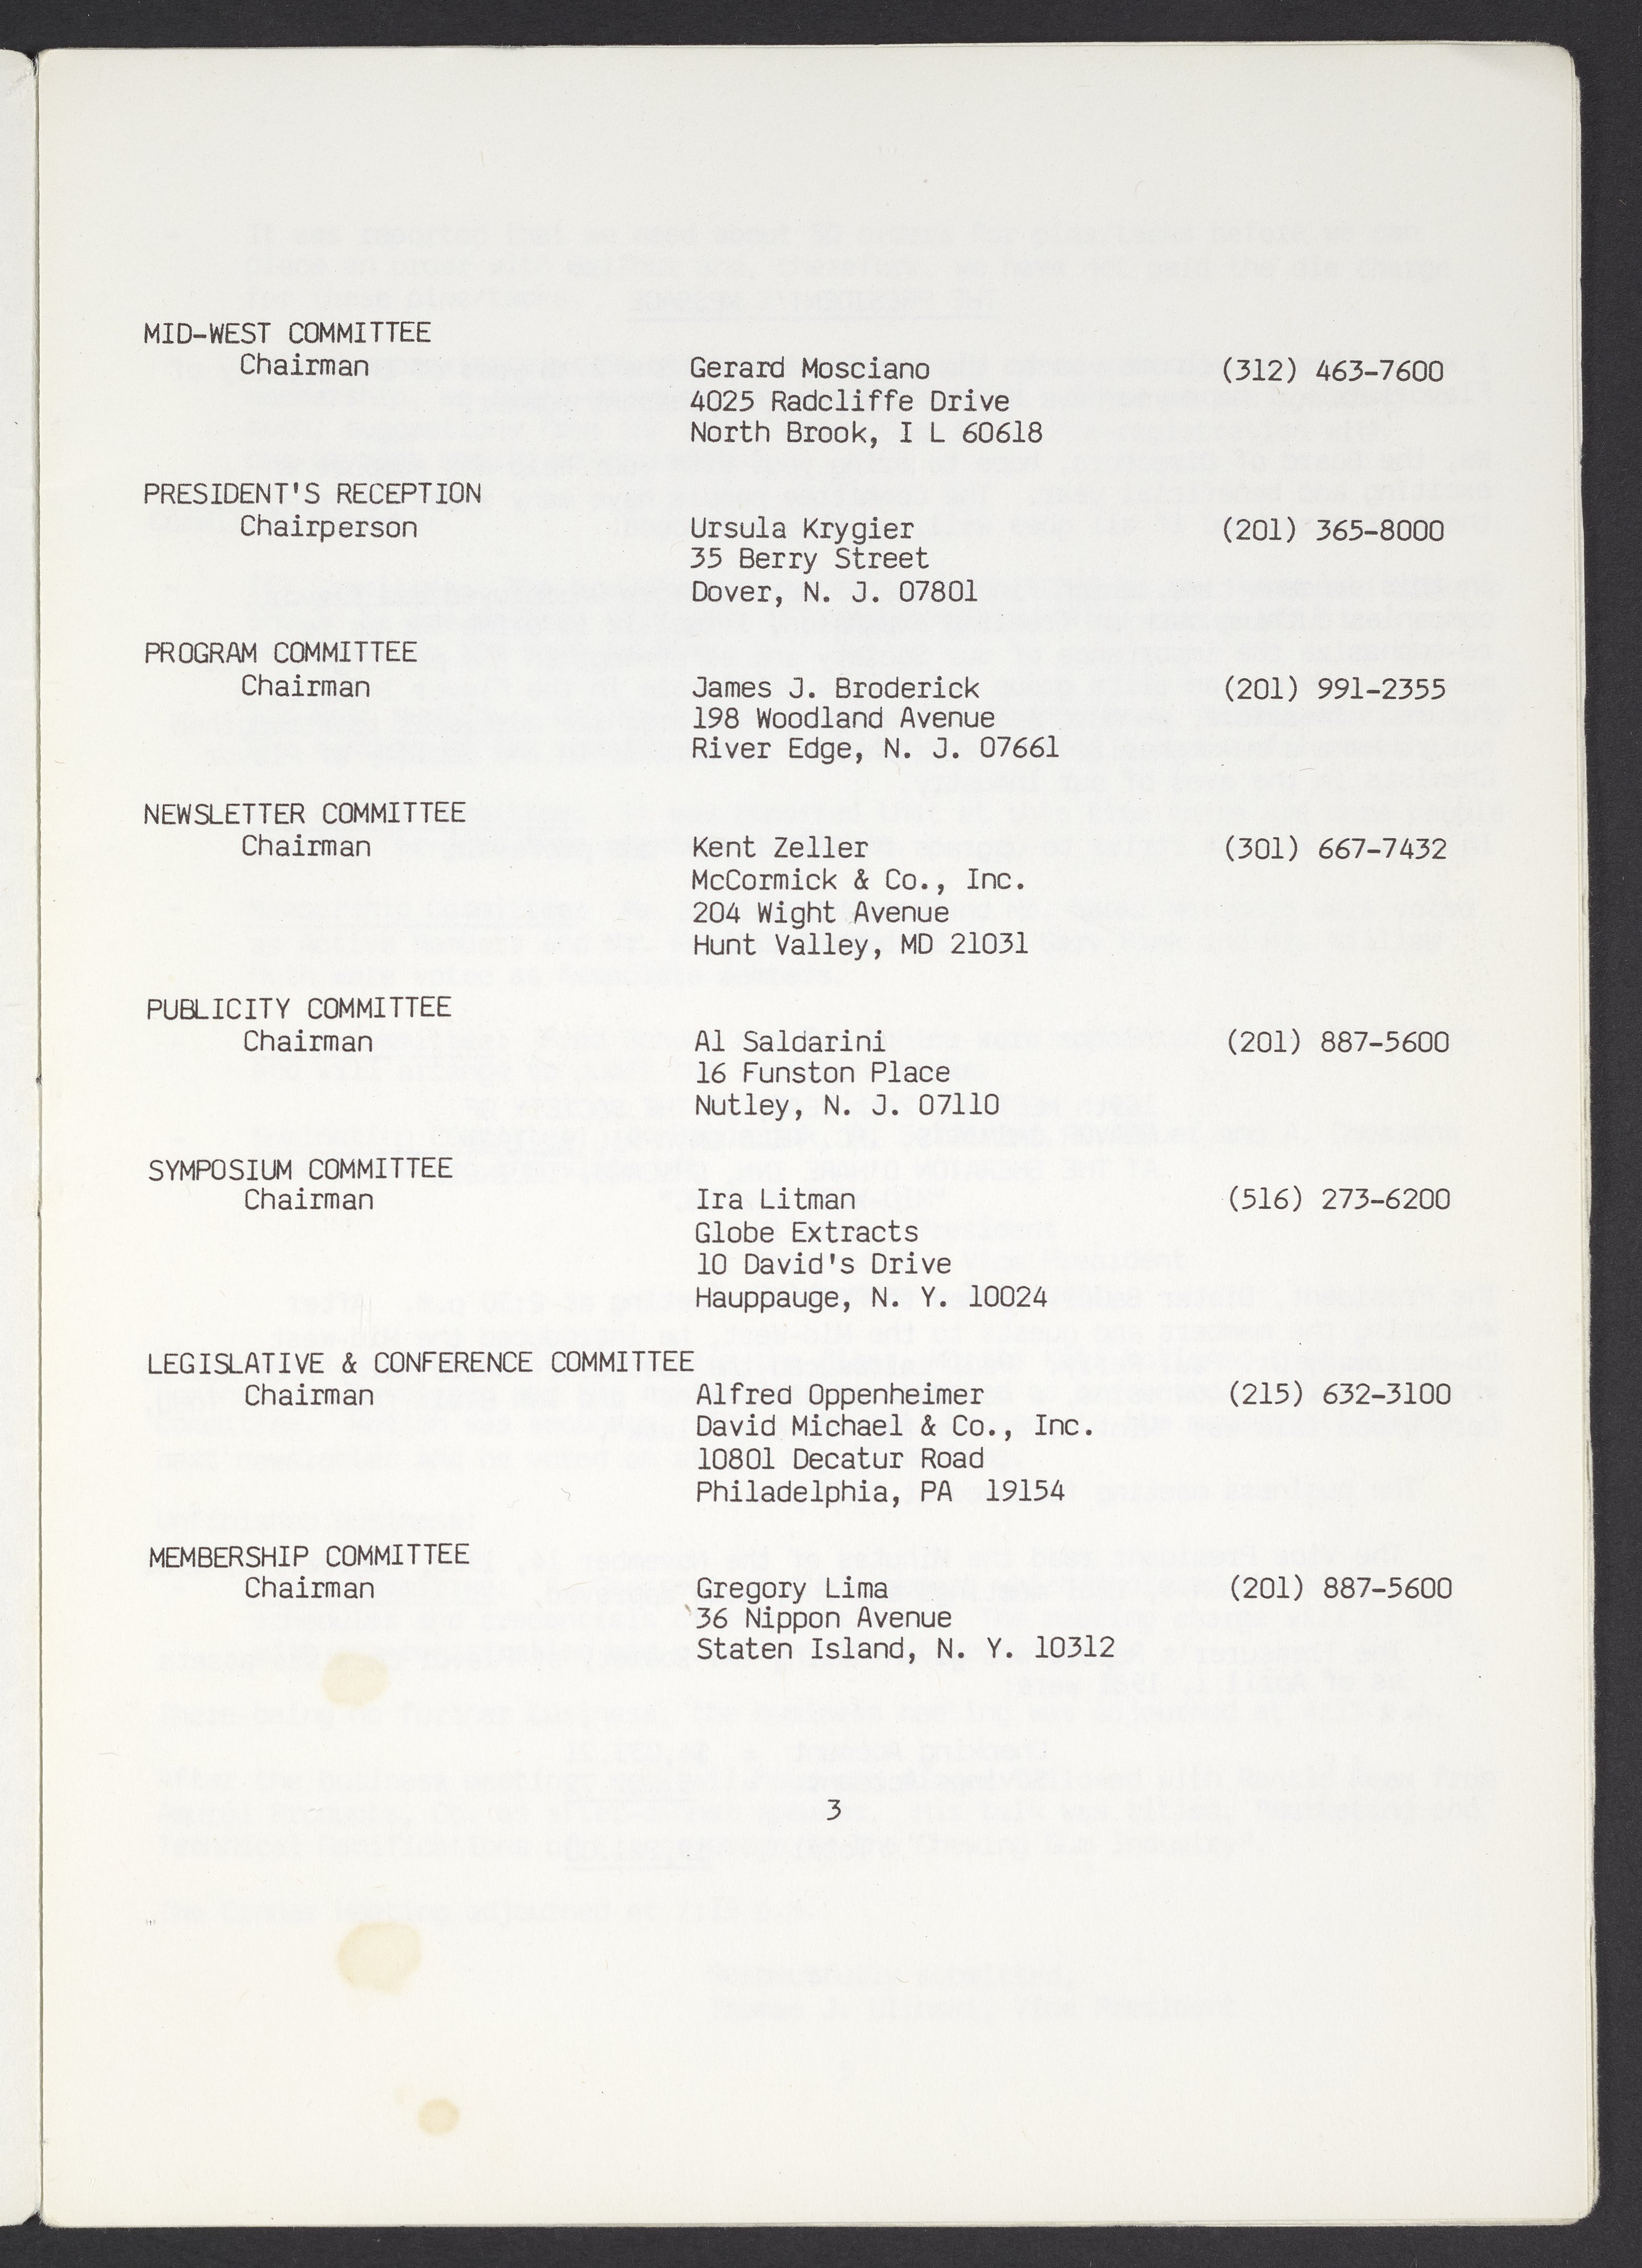 MID-WEST COMMITTEE
Chairman Gerard Mosciano (312) 463-7600
4025 Radcliffe Drive
North Brook, I L 60618
PRESIDENT'S RECEPTION
Chairperson Ursula Krygier (201) 365-8000
35 Berry Street
Dover, N. J. 07801
PROGRAM COMMITTEE
Chairman James J. Broderick (201) 991-2355
198 Woodland Avenue
River Edge, N. J. 07661
NEWSLETTER COMMITTEE
Chairman Kent Zeller (301) 667-7432
McCormick & Co., Inc.
204 Wight Avenue
Hunt Valley, MD 21031
PUBLICITY COMMITTEE
Chairman Al Saldarini (201) 887-5600
16 Funston Place
Nutley, N. J. 07110
SYMPOSIUM COMMITTEE
Chairman Ira Litman (516) 273-6200
Globe Extracts
10 David's Drive
Hauppauge, N. Y. 10024
LEGISLATIVE & CONFERENCE COMMITTEE
Chairman Alfred Oppenheimer (215) 632-3100
David Michael & Co., Inc.
10801 Decatur Road
Philadelphia, PA 19154
MEMBERSHIP COMMITTEE
Chairman Gregory Lima (201) 887-5600
36 Nippon Avenue
Staten Island, N. Y. 10312
3